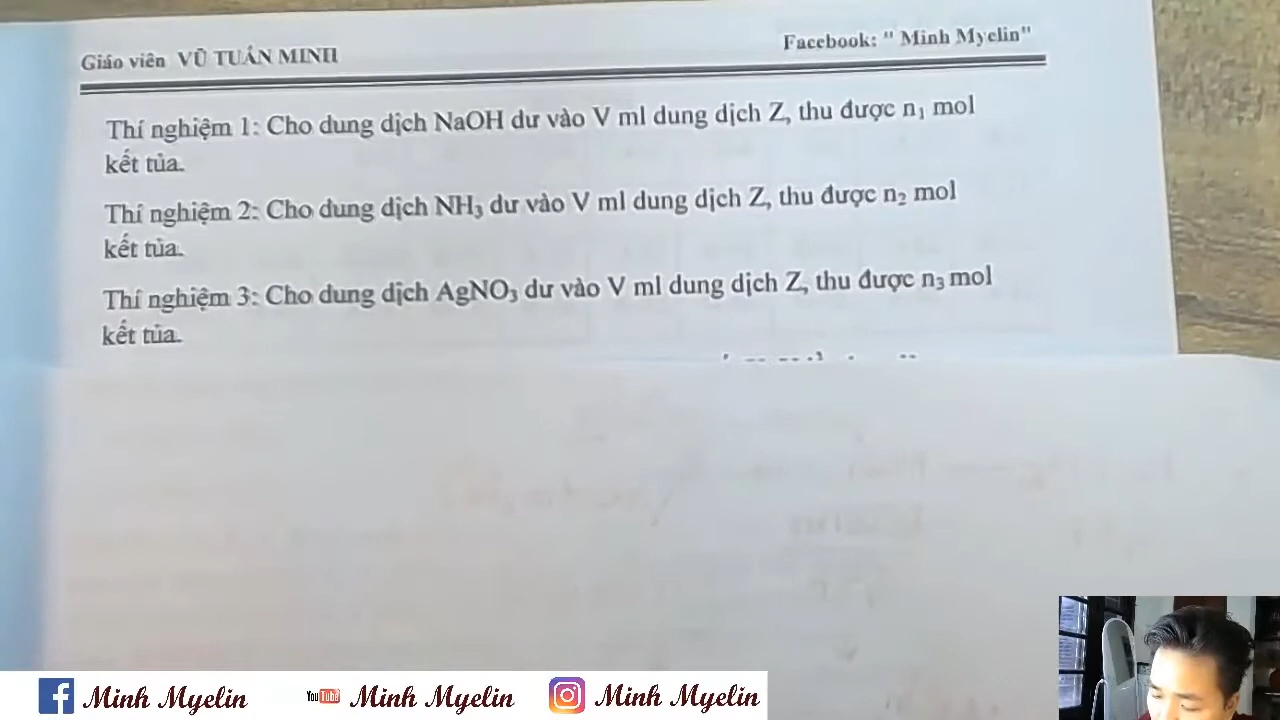 Giáo viên VŨ TUẤN MINH
Facebook: " Minh Myelin"
Thí nghiệm 1: Cho dung dịch NaOH dư vào V ml dung dịch Z, thu được n₁ mol
kết tủa.
Thí nghiệm 2: Cho dung dịch NH₃ dư vào V ml dung dịch Z, thu được n₂ mol
kết tủa.
Thí nghiệm 3: Cho dung dịch AgNO₃ dư vào V ml dung dịch Z, thu được n₃ mol
kết tủa.
Minh Myelin
YouTube Minh Myelin
Minh Myelin